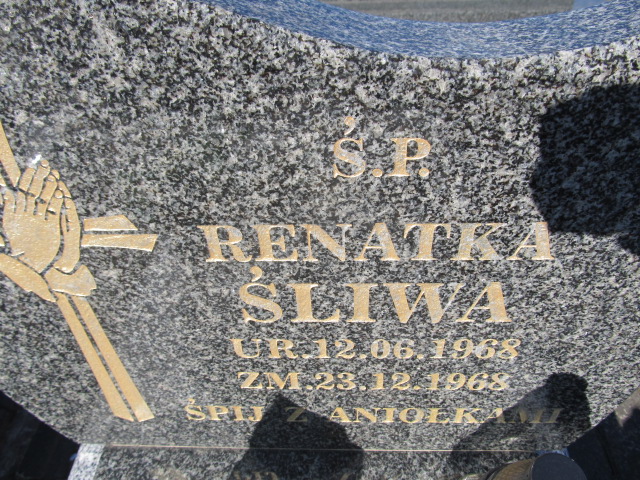 Ś.P.
RENATKA
ŚLIWA
UR.12.06.1968
ZM.23.12.1968
ŚPIJ Z ANIOŁKAMI